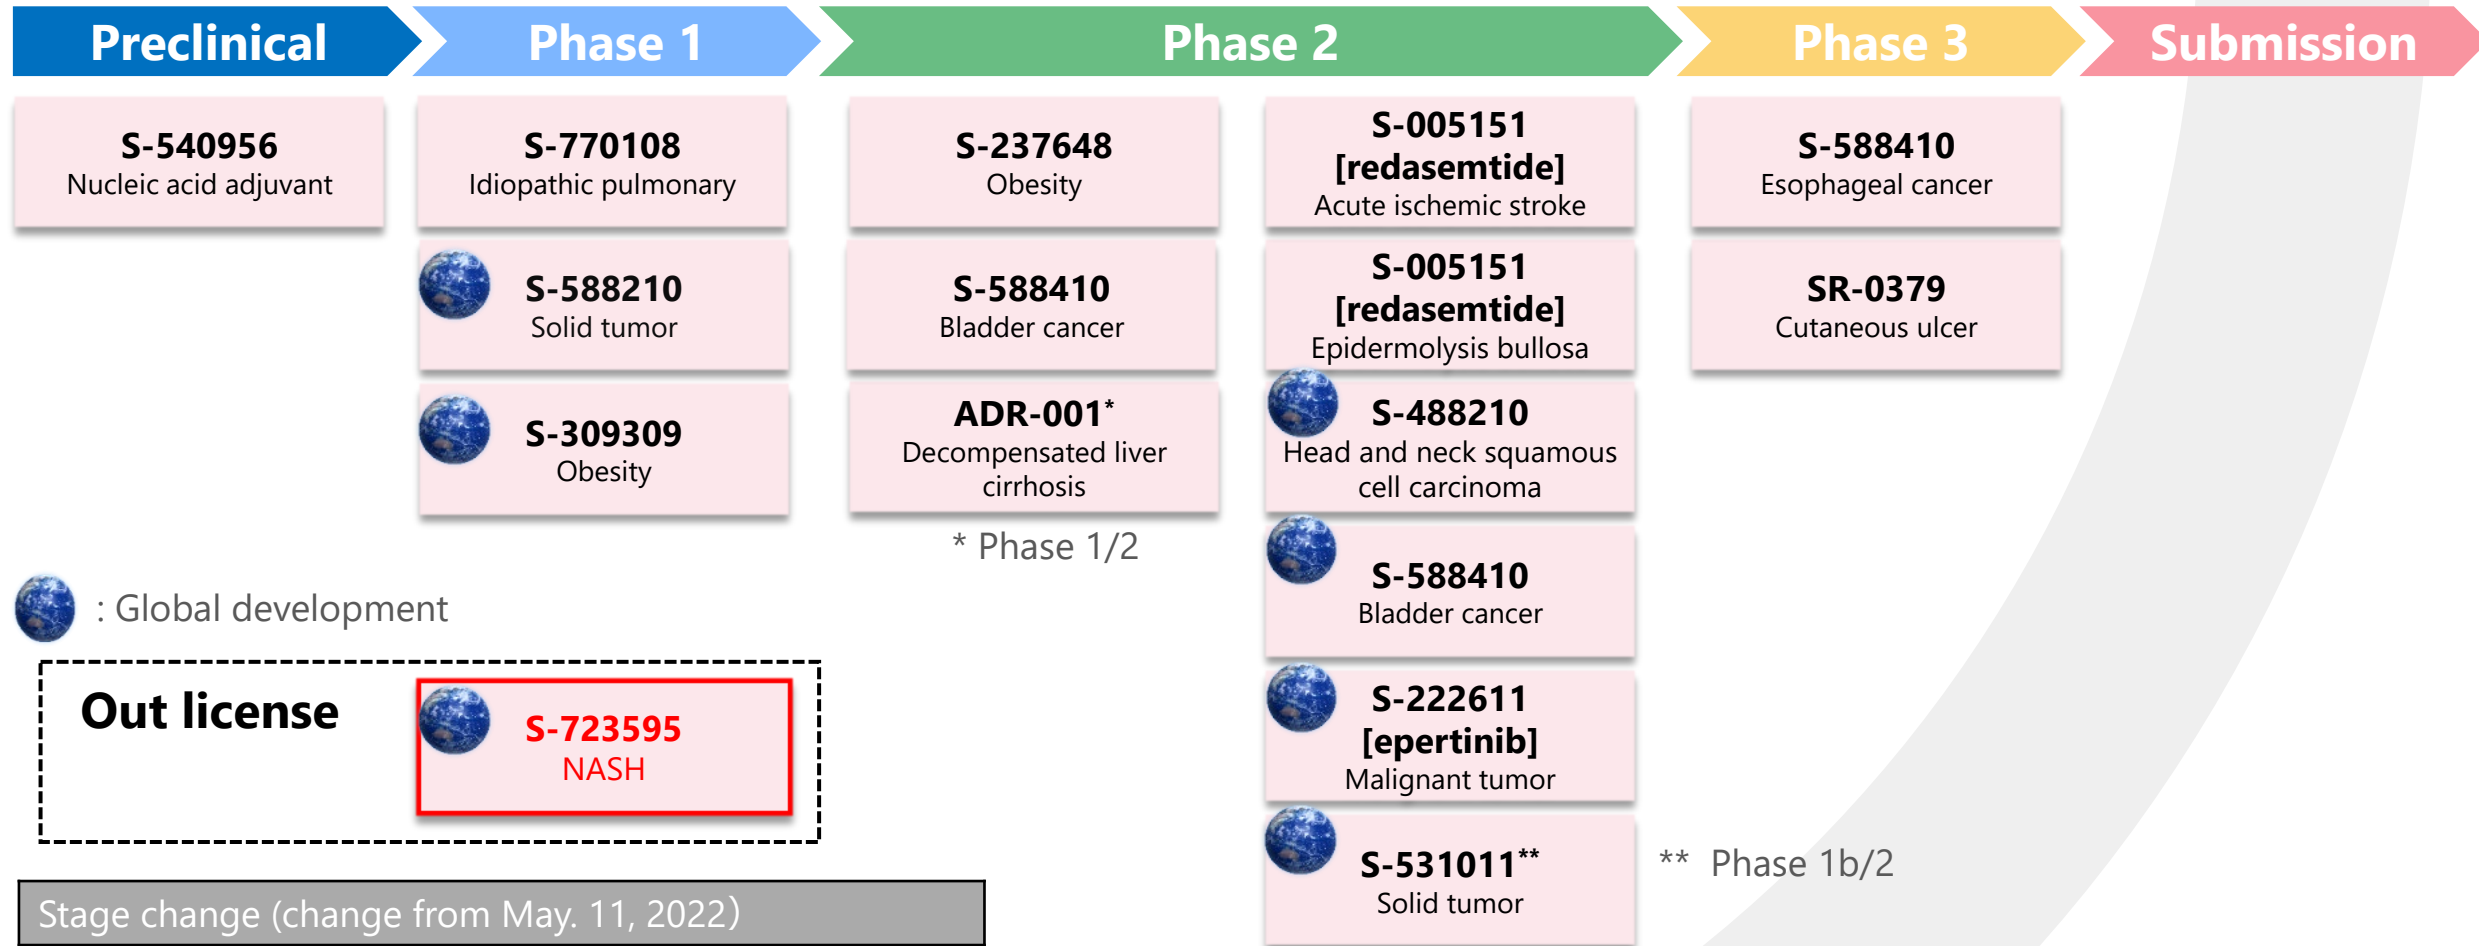 Preclinical
Phase 1
Phase 2
Phase 3
Submission
S-540956
Nucleic acid adjuvant
S-770108
Idiopathic pulmonary
S-588210
Solid tumor
S-309309
Obesity
S-237648
Obesity
S-588410
Bladder cancer
ADR-001*
Decompensated liver
cirrhosis
* Phase 1/2
S-005151
[redasemtide]
Acute ischemic stroke
S-005151
[redasemtide]
Epidermolysis bullosa
S-488210
Head and neck squamous
cell carcinoma
S-588410
Bladder cancer
S-222611
[epertinib]
Malignant tumor
S-531011**
Solid tumor
** Phase 1b/2
S-588410
Esophageal cancer
SR-0379
Cutaneous ulcer
: Global development
Out license
S-723595
NASH
Stage change (change from May. 11, 2022）